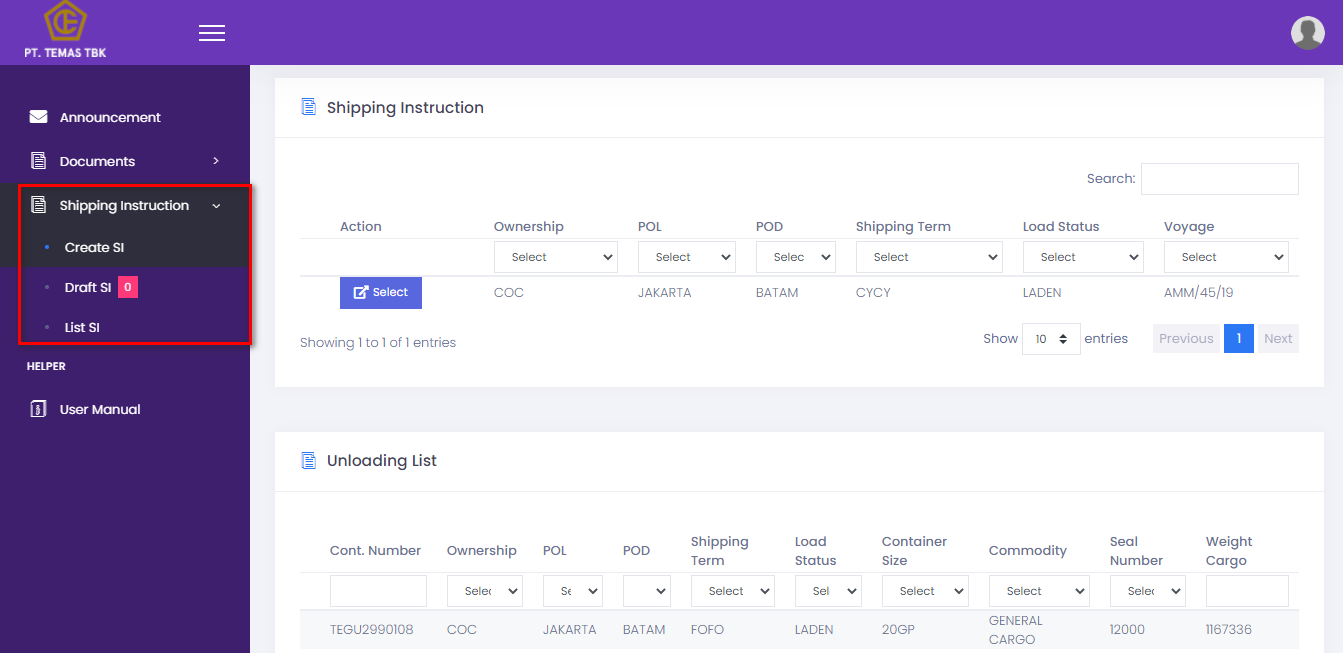 PT. TEMAS TBK
Announcement
Documents
Shipping Instruction
Create SI
Draft SI 0
List SI
HELPER
User Manual
Shipping Instruction
Search:
Action Ownership POL POD Shipping Term Load Status Voyage
Select Select Selec Select Select Select
Select COC JAKARTA BATAM CYCY LADEN AMM/45/19
Showing 1 to 1 of 1 entries Show 10 entries Previous 1 Next
Unloading List
Cont. Number Ownership POL POD Shipping Term Load Status Container Size Commodity Seal Number Weight Cargo
Selec Se Select Sel Select Select Selec
TEGU2990108 COC JAKARTA BATAM FOFO LADEN 20GP GENERAL CARGO 12000 1167336